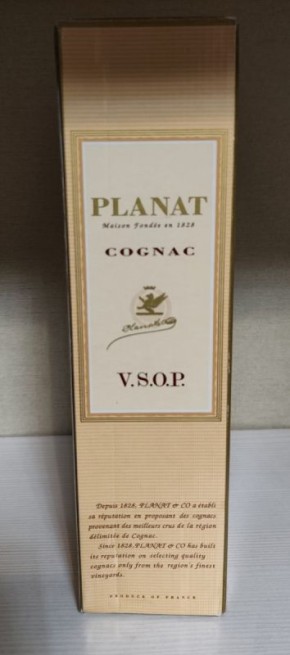 PLANAT
Maison Fondée en 1828
COGNAC
V.S.O.P.
Depuis 1828, PLANAT & CO a établi
sa réputation en proposant des cognacs
provenant des meilleurs crus de la région
délimitée de Cognac.
Since 1828, PLANAT & CO has built
its reputation on selecting quality
cognacs only from the region's finest
vineyards.
PRODUCE OF FRANCE